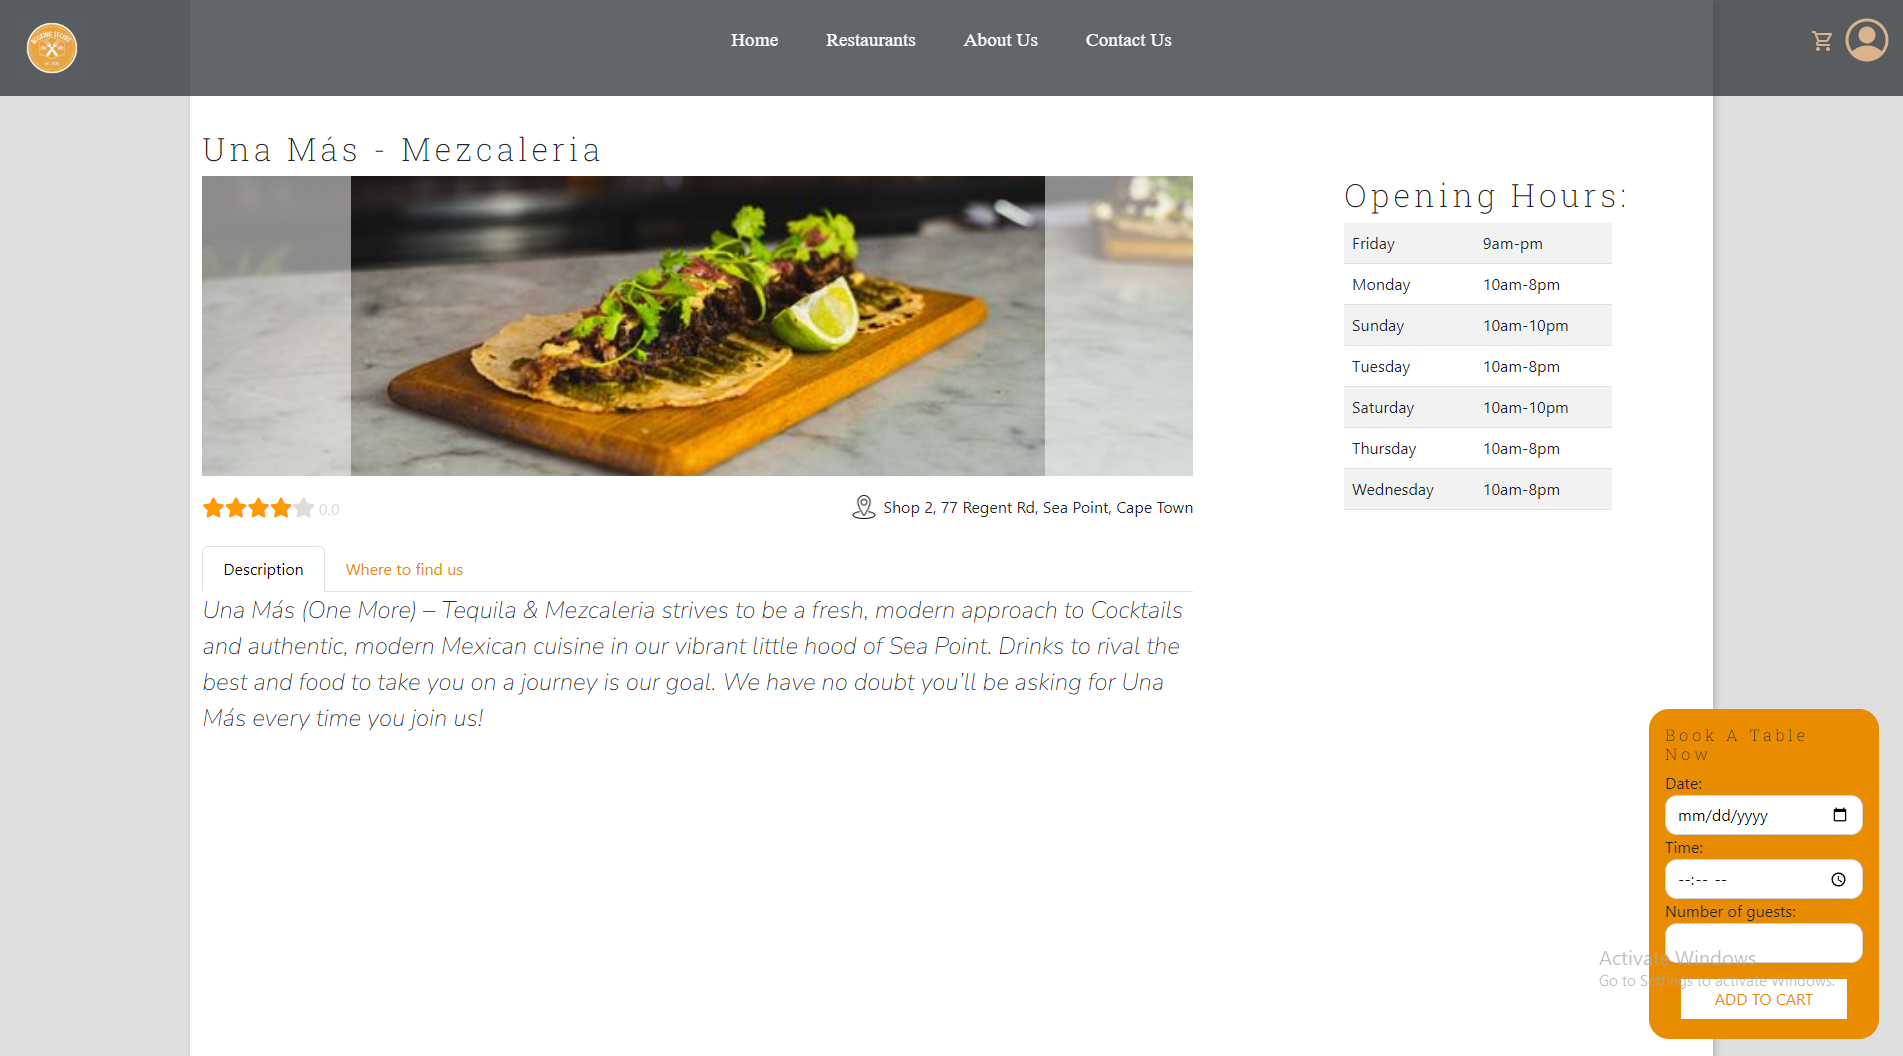 Home Restaurants About Us Contact Us
Una Más - Mezcaleria
Opening Hours:
Friday 9am-pm
Monday 10am-8pm
Sunday 10am-10pm
Tuesday 10am-8pm
Saturday 10am-10pm
Thursday 10am-8pm
Wednesday 10am-8pm
0.0
Shop 2, 77 Regent Rd, Sea Point, Cape Town
Description Where to find us
Una Más (One More) – Tequila & Mezcaleria strives to be a fresh, modern approach to Cocktails
and authentic, modern Mexican cuisine in our vibrant little hood of Sea Point. Drinks to rival the
best and food to take you on a journey is our goal. We have no doubt you’ll be asking for Una
Más every time you join us!
Book A Table
Now
Date:
mm/dd/yyyy
Time:
--:-- --
Number of guests:
Activate Windows
Go to Settings to activate Windows.
ADD TO CART